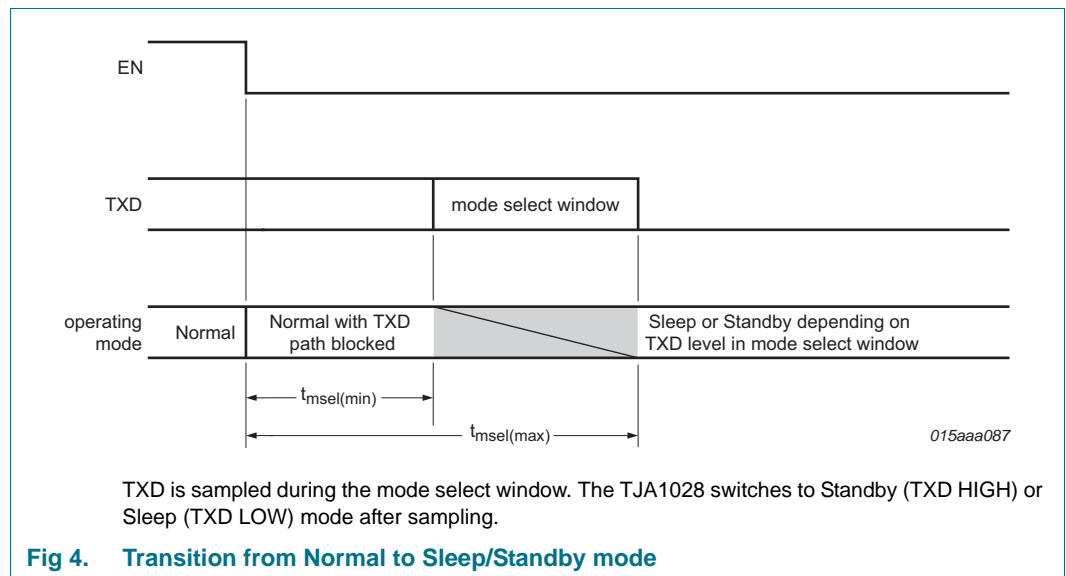 EN
TXD
mode select window
operating
mode
Normal
Normal with TXD
path blocked
Sleep or Standby depending on
TXD level in mode select window
tmsel(min)
tmsel(max)
015aaa087
TXD is sampled during the mode select window. The TJA1028 switches to Standby (TXD HIGH) or
Sleep (TXD LOW) mode after sampling.
Fig 4. Transition from Normal to Sleep/Standby mode